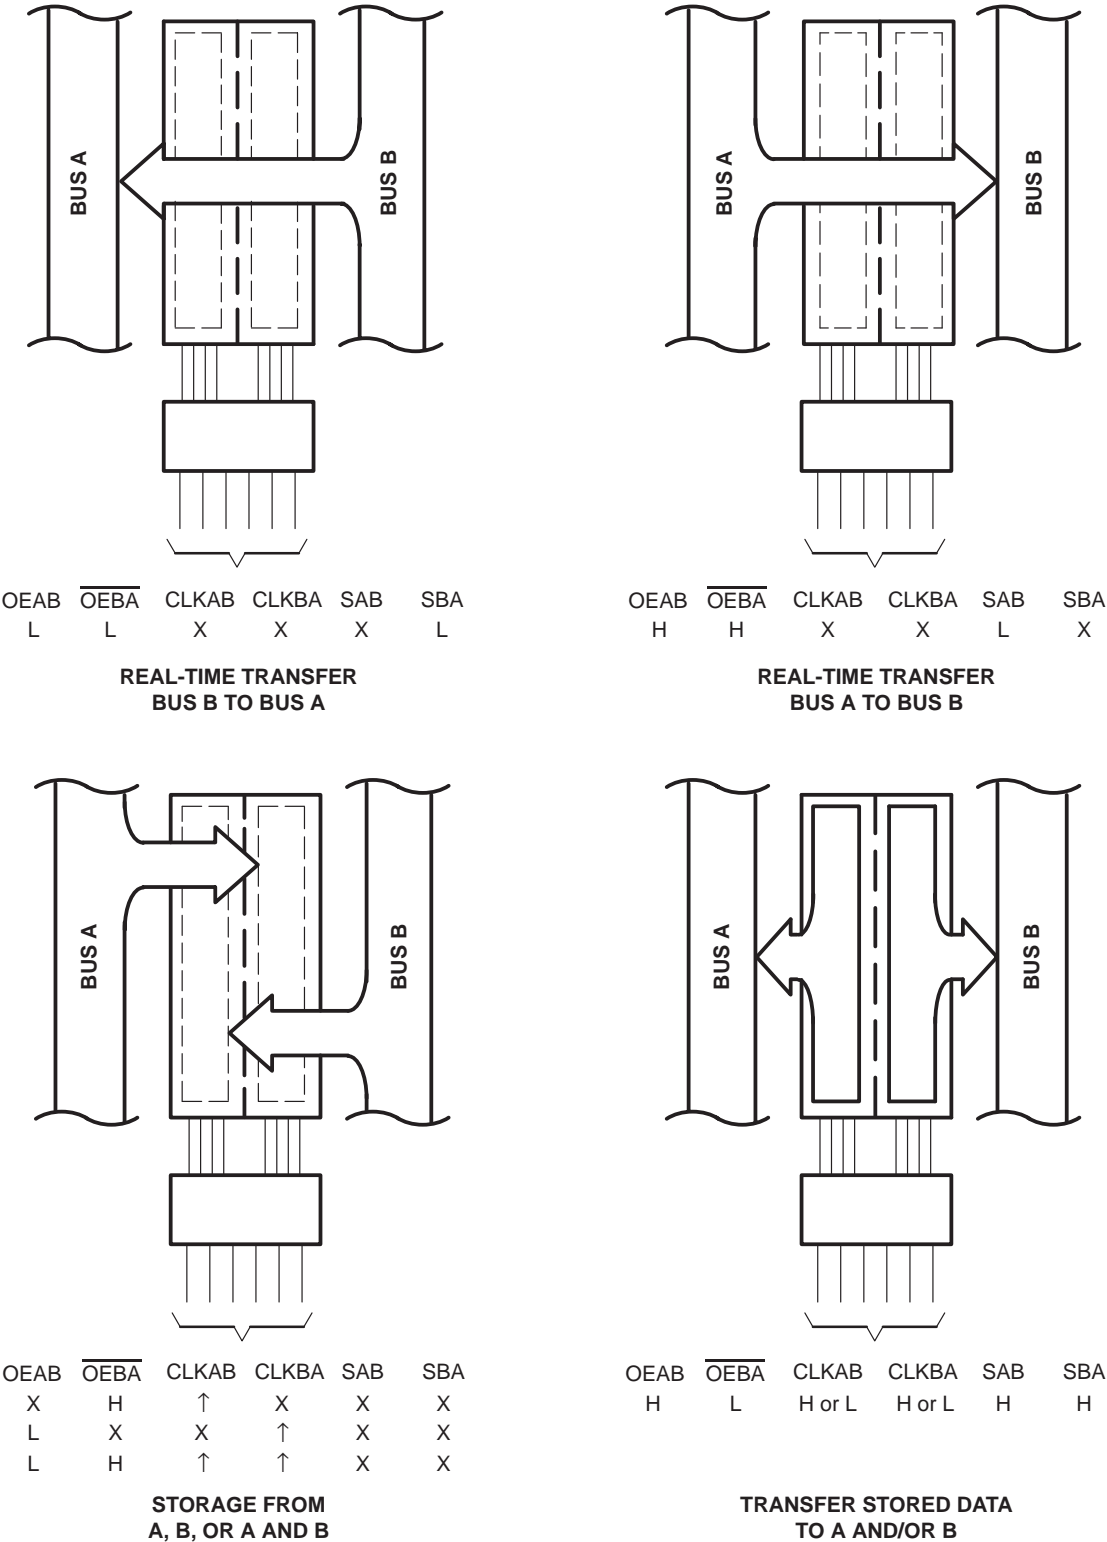 BUS A
BUS B
OEAB OEBA CLKAB CLKBA SAB SBA
L L X X X L
REAL-TIME TRANSFER
BUS B TO BUS A
BUS A
BUS B
OEAB OEBA CLKAB CLKBA SAB SBA
H H X X L X
REAL-TIME TRANSFER
BUS A TO BUS B
BUS A
BUS B
OEAB OEBA CLKAB CLKBA SAB SBA
X H ↑ X X X
L X X ↑ X X
L H ↑ ↑ X X
STORAGE FROM
A, B, OR A AND B
BUS A
BUS B
OEAB OEBA CLKAB CLKBA SAB SBA
H L H or L H or L H H
TRANSFER STORED DATA
TO A AND/OR B